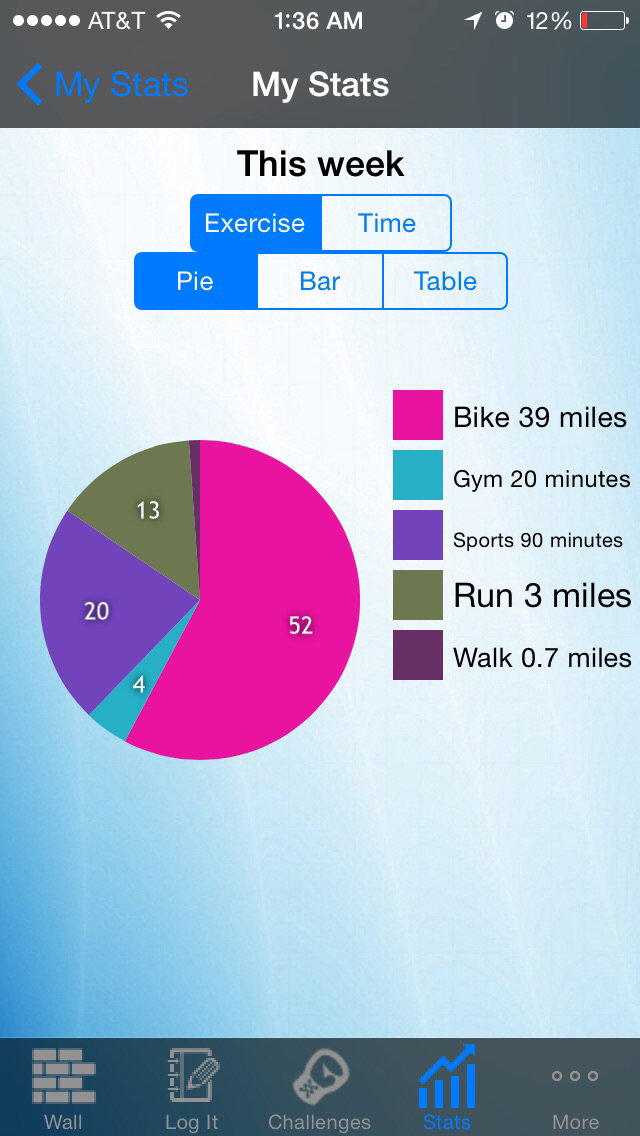 AT&T 1:36 AM 12%
My Stats My Stats
This week
Exercise Time
Pie Bar Table
Bike 39 miles
Gym 20 minutes
Sports 90 minutes
Run 3 miles
Walk 0.7 miles
13
20
52
4
Wall Log It Challenges Stats More